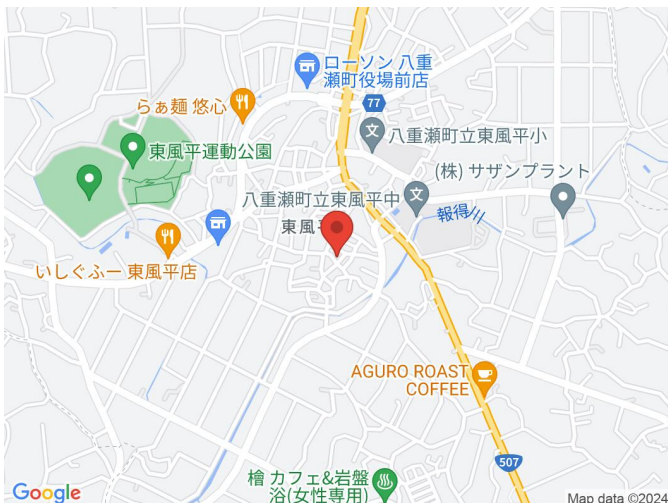 ローソン 八重
瀬町役場前店
らぁ麺 悠心
77
八重瀬町立東風平小
東風平運動公園
(株) サザンプラント
八重瀬町立東風平中
報得川
東風
いしぐふー 東風平店
AGURO ROAST
COFFEE
507
檜 カフェ&岩盤
浴(女性専用)
Google
Map data ©2024